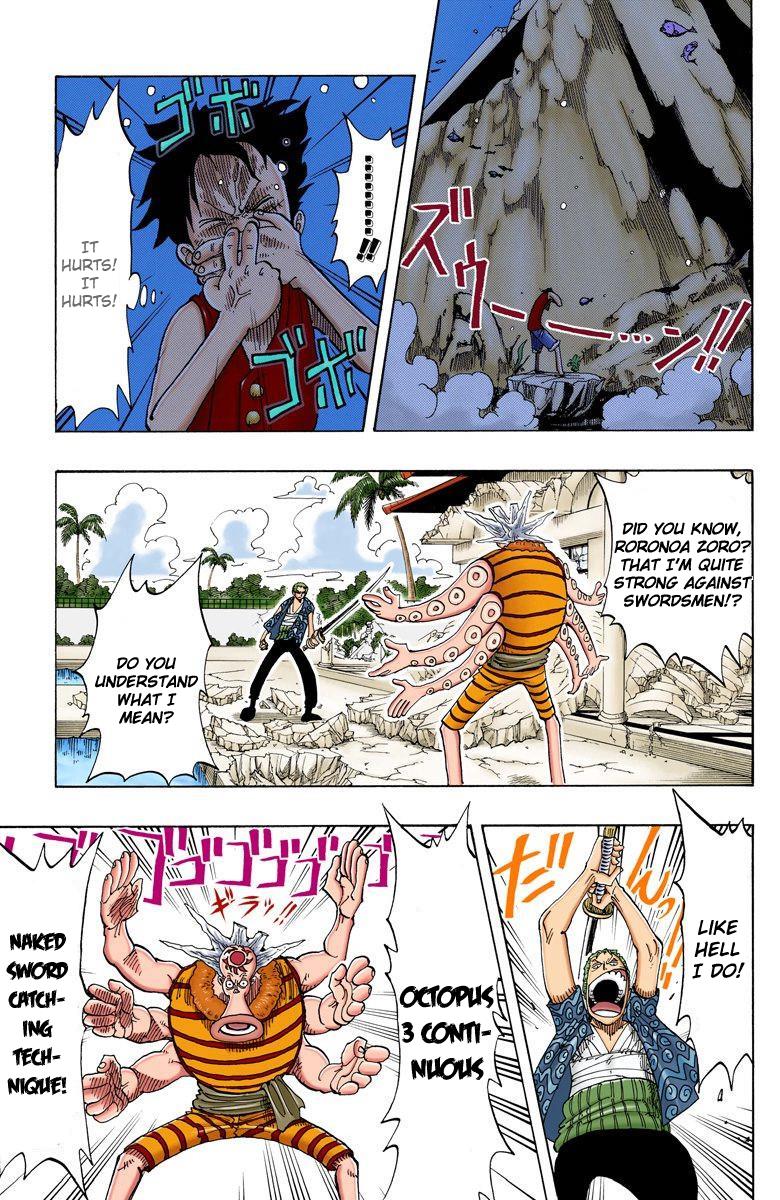 ズゥーー…ン!!
ゴボ
…………!!
IT
HURTS!
IT
HURTS!
ゴボ
DID YOU KNOW,
RORONOA ZORO?
THAT I'M QUITE
STRONG AGAINST
SWORDSMEN!?
DO YOU
UNDERSTAND
WHAT I
MEAN?
LIKE
HELL
I DO!
だんっ
OCTOPUS
3 CONTI-
NUOUS
ゴゴゴゴゴゴ
ギラッ!!
NAKED
SWORD
CATCH-
ING
TECH-
NIQUE!